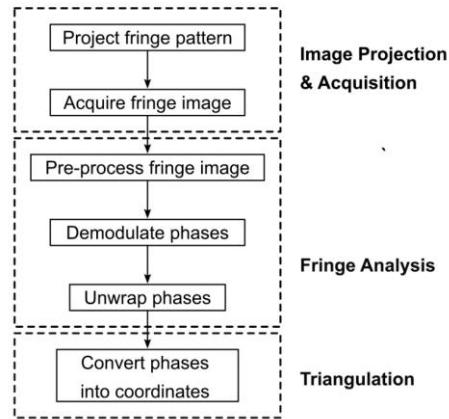 Project fringe pattern
Image Projection
& Acquisition
Acquire fringe image
Pre-process fringe image
Demodulate phases
Fringe Analysis
Unwrap phases
Convert phases
into coordinates
Triangulation